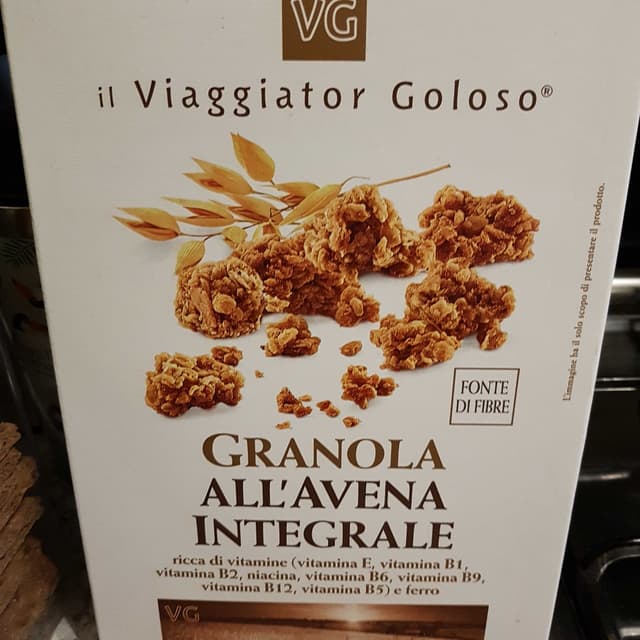 VG
il Viaggiator Goloso®
L'immagine ha il solo scopo di presentare il prodotto.
FONTE
DI FIBRE
GRANOLA
ALL'AVENA
INTEGRALE
ricca di vitamine (vitamina E, vitamina B1,
vitamina B2, niacina, vitamina B6, vitamina B9,
vitamina B12, vitamina B5) e ferro
VG